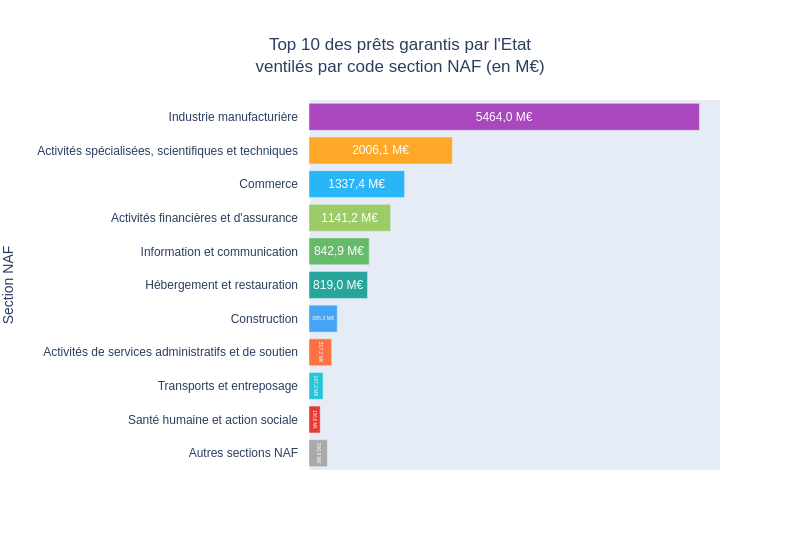 Top 10 des prêts garantis par l'Etat
ventilés par code section NAF (en M€)
Section NAF
Industrie manufacturière
5464,0 M€
Activités spécialisées, scientifiques et techniques
2006,1 M€
Commerce
1337,4 M€
Activités financières et d'assurance
1141,2 M€
Information et communication
842,9 M€
Hébergement et restauration
819,0 M€
Construction
Activités de services administratifs et de soutien
Transports et entreposage
Santé humaine et action sociale
Autres sections NAF